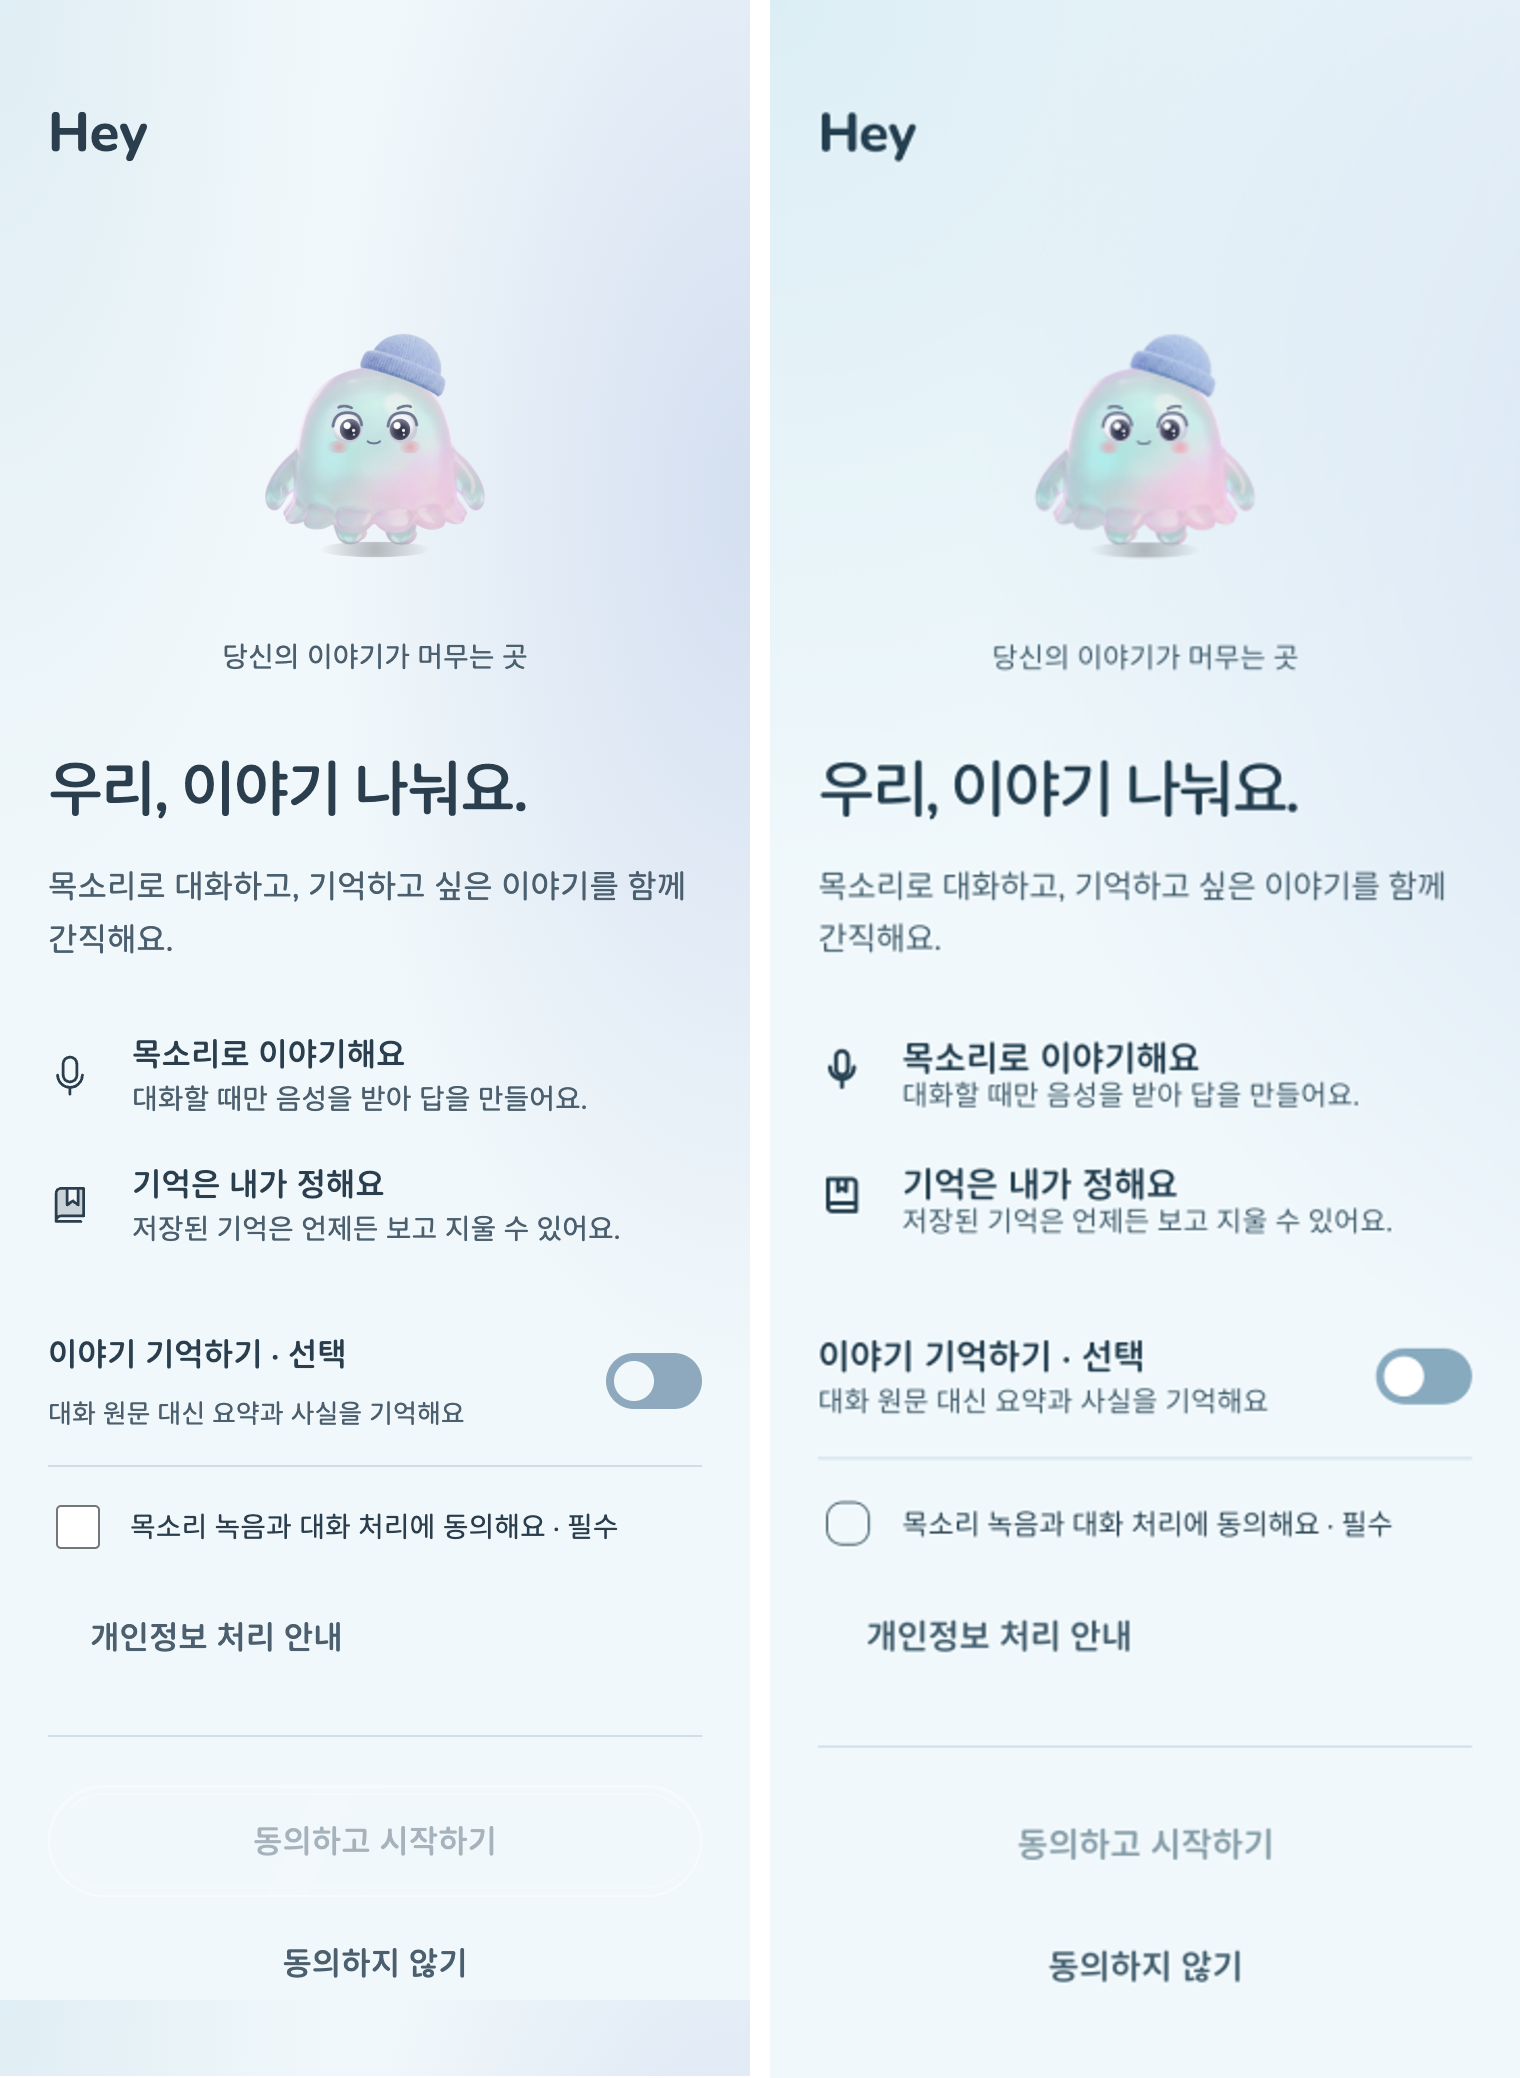 Hey
당신의 이야기가 머무는 곳
우리, 이야기 나눠요.
목소리로 대화하고, 기억하고 싶은 이야기를 함께
간직해요.
목소리로 이야기해요
대화할 때만 음성을 받아 답을 만들어요.
기억은 내가 정해요
저장된 기억은 언제든 보고 지울 수 있어요.
이야기 기억하기 · 선택
대화 원문 대신 요약과 사실을 기억해요
목소리 녹음과 대화 처리에 동의해요 · 필수
개인정보 처리 안내
동의하고 시작하기
동의하지 않기
Hey
당신의 이야기가 머무는 곳
우리, 이야기 나눠요.
목소리로 대화하고, 기억하고 싶은 이야기를 함께
간직해요.
목소리로 이야기해요
대화할 때만 음성을 받아 답을 만들어요.
기억은 내가 정해요
저장된 기억은 언제든 보고 지울 수 있어요.
이야기 기억하기 · 선택
대화 원문 대신 요약과 사실을 기억해요
목소리 녹음과 대화 처리에 동의해요 · 필수
개인정보 처리 안내
동의하고 시작하기
동의하지 않기